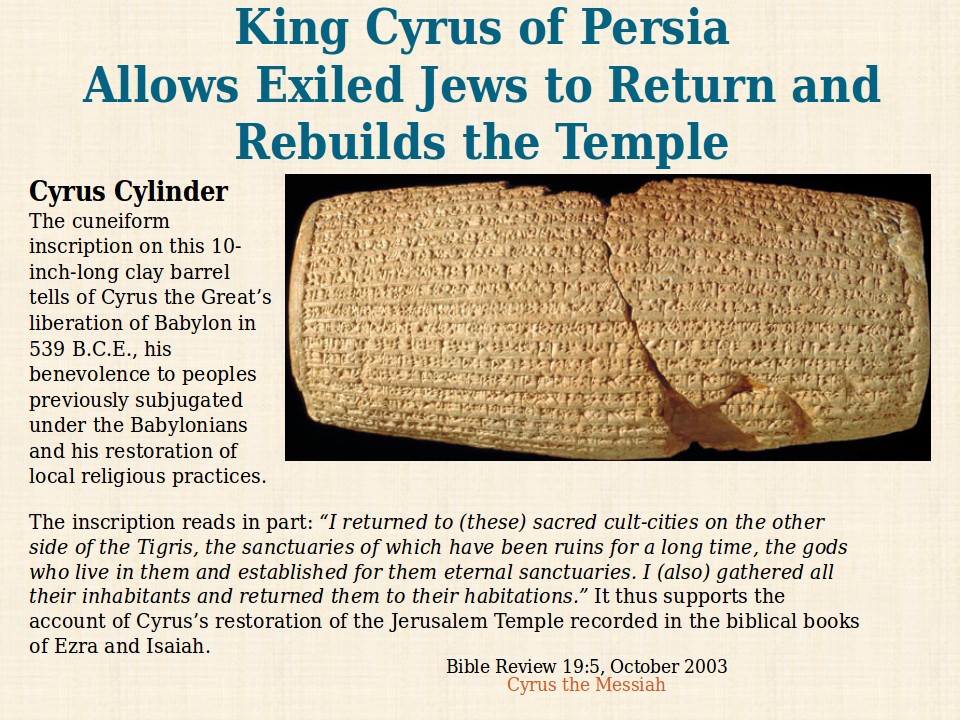 King Cyrus of Persia
Allows Exiled Jews to Return and
Rebuilds the Temple
Cyrus Cylinder
The cuneiform
inscription on this 10-
inch-long clay barrel
tells of Cyrus the Great’s
liberation of Babylon in
539 B.C.E., his
benevolence to peoples
previously subjugated
under the Babylonians
and his restoration of
local religious practices.
The inscription reads in part: “I returned to (these) sacred cult-cities on the other
side of the Tigris, the sanctuaries of which have been ruins for a long time, the gods
who live in them and established for them eternal sanctuaries. I (also) gathered all
their inhabitants and returned them to their habitations.” It thus supports the
account of Cyrus’s restoration of the Jerusalem Temple recorded in the biblical books
of Ezra and Isaiah.
Bible Review 19:5, October 2003
Cyrus the Messiah